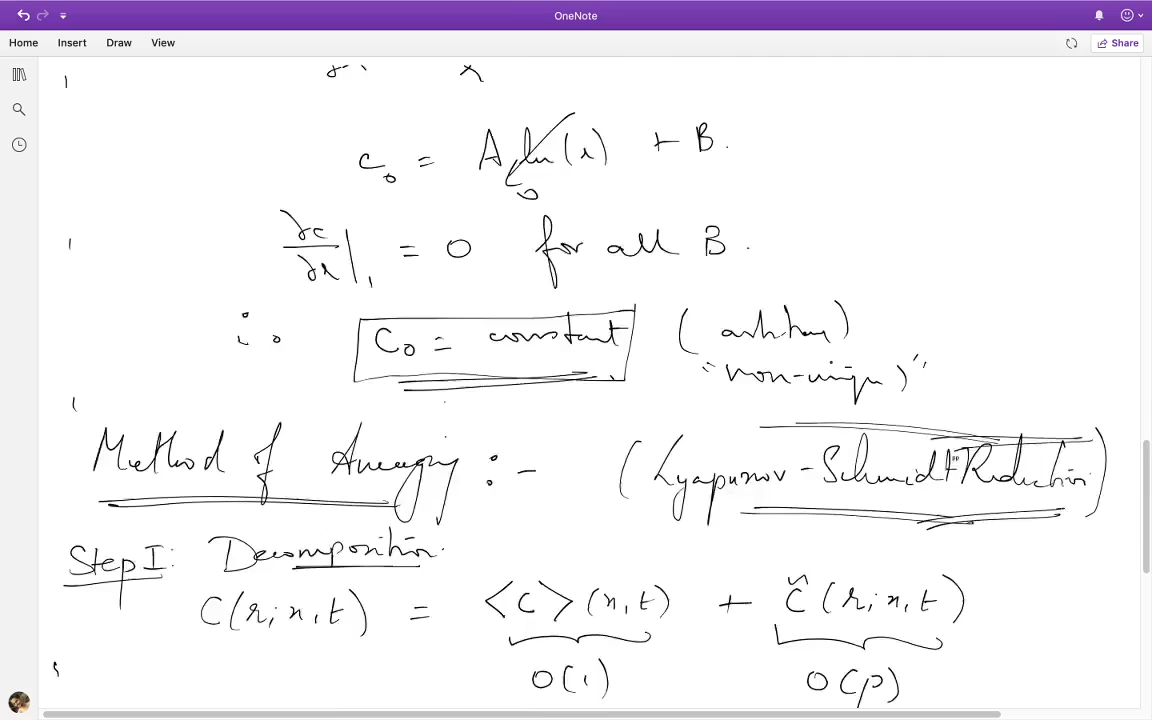 OneNote
Home Insert Draw View Share
C₀ = A ln(r) + B.
0
∂c/∂r|₁ = 0 for all B.
∴ C₀ = constant (arbitrary)
"non-unique)"
Method of Averaging :- (Lyapunov - Schmidt Reduction)
Step I: Decomposition.
C(r,x,t) = <C>(x,t) + C̃(r,x,t)
O(1) O(p)